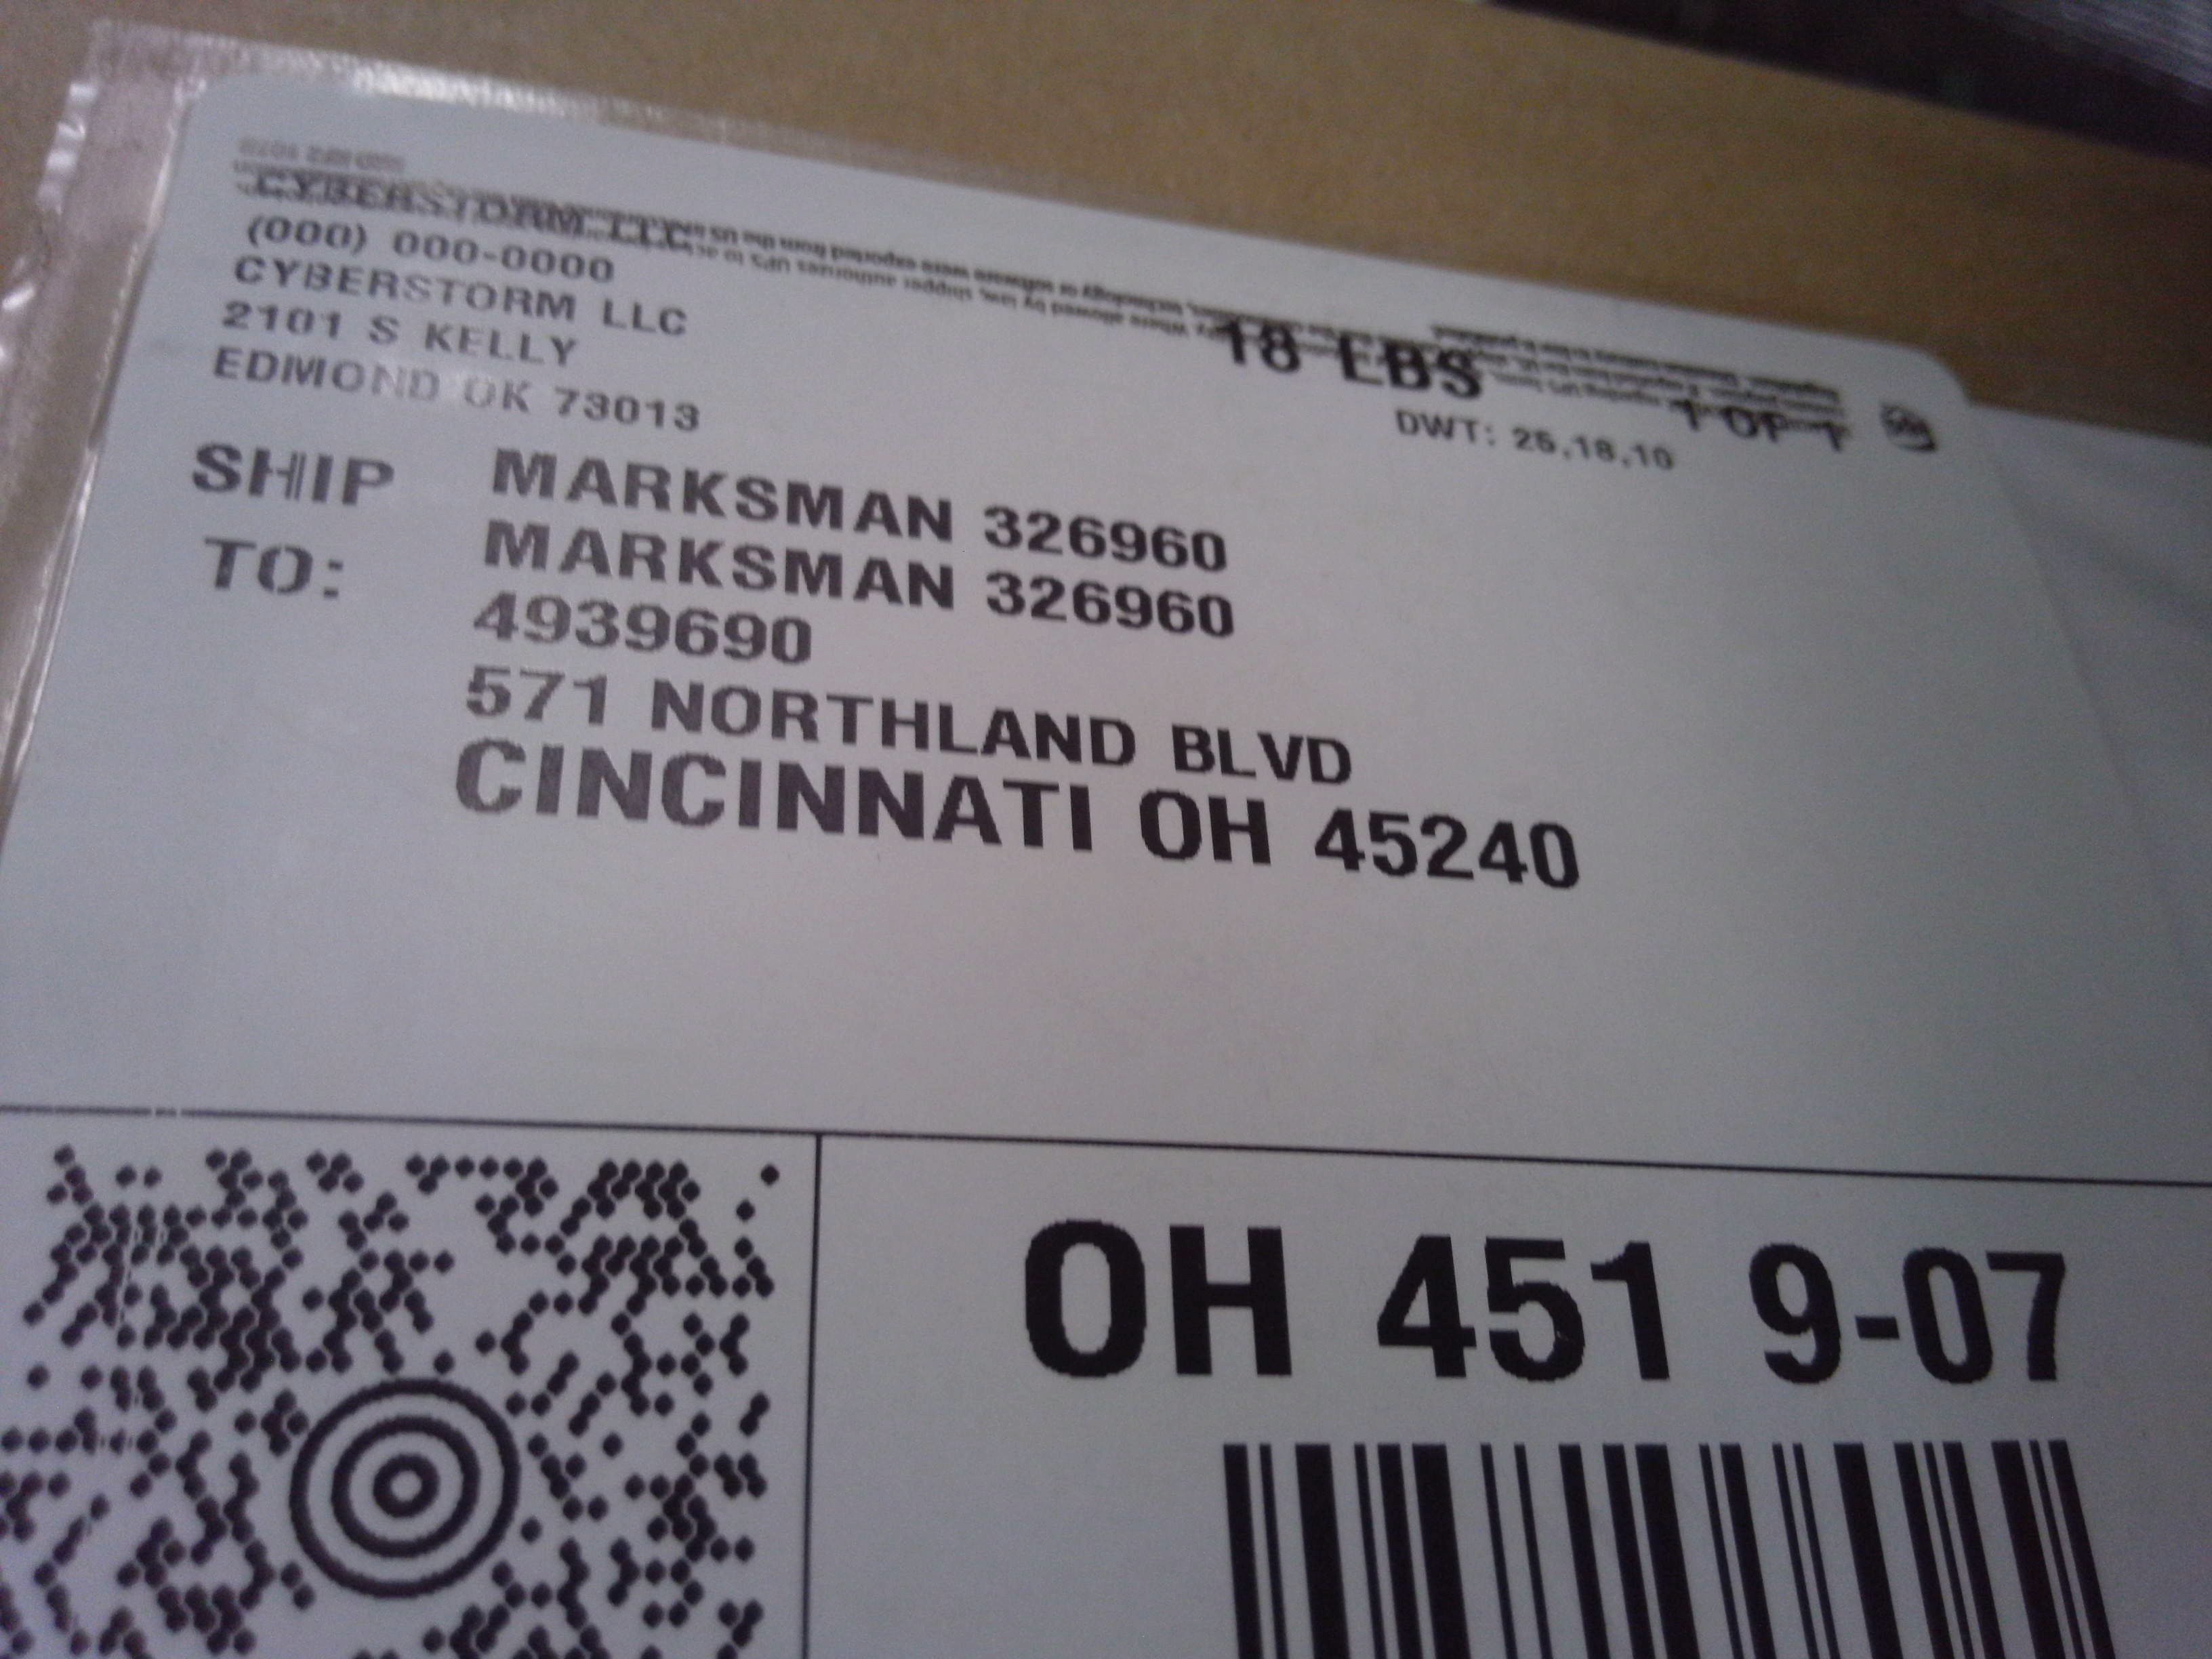 CYBERSTORM LLC
(000) 000-0000
CYBERSTORM LLC
2101 S KELLY
EDMOND OK 73013
18 LBS
1 OF 1
DWT: 25,18,10
SHIP
TO:
MARKSMAN 326960
MARKSMAN 326960
4939690
571 NORTHLAND BLVD
CINCINNATI OH 45240
OH 451 9-07